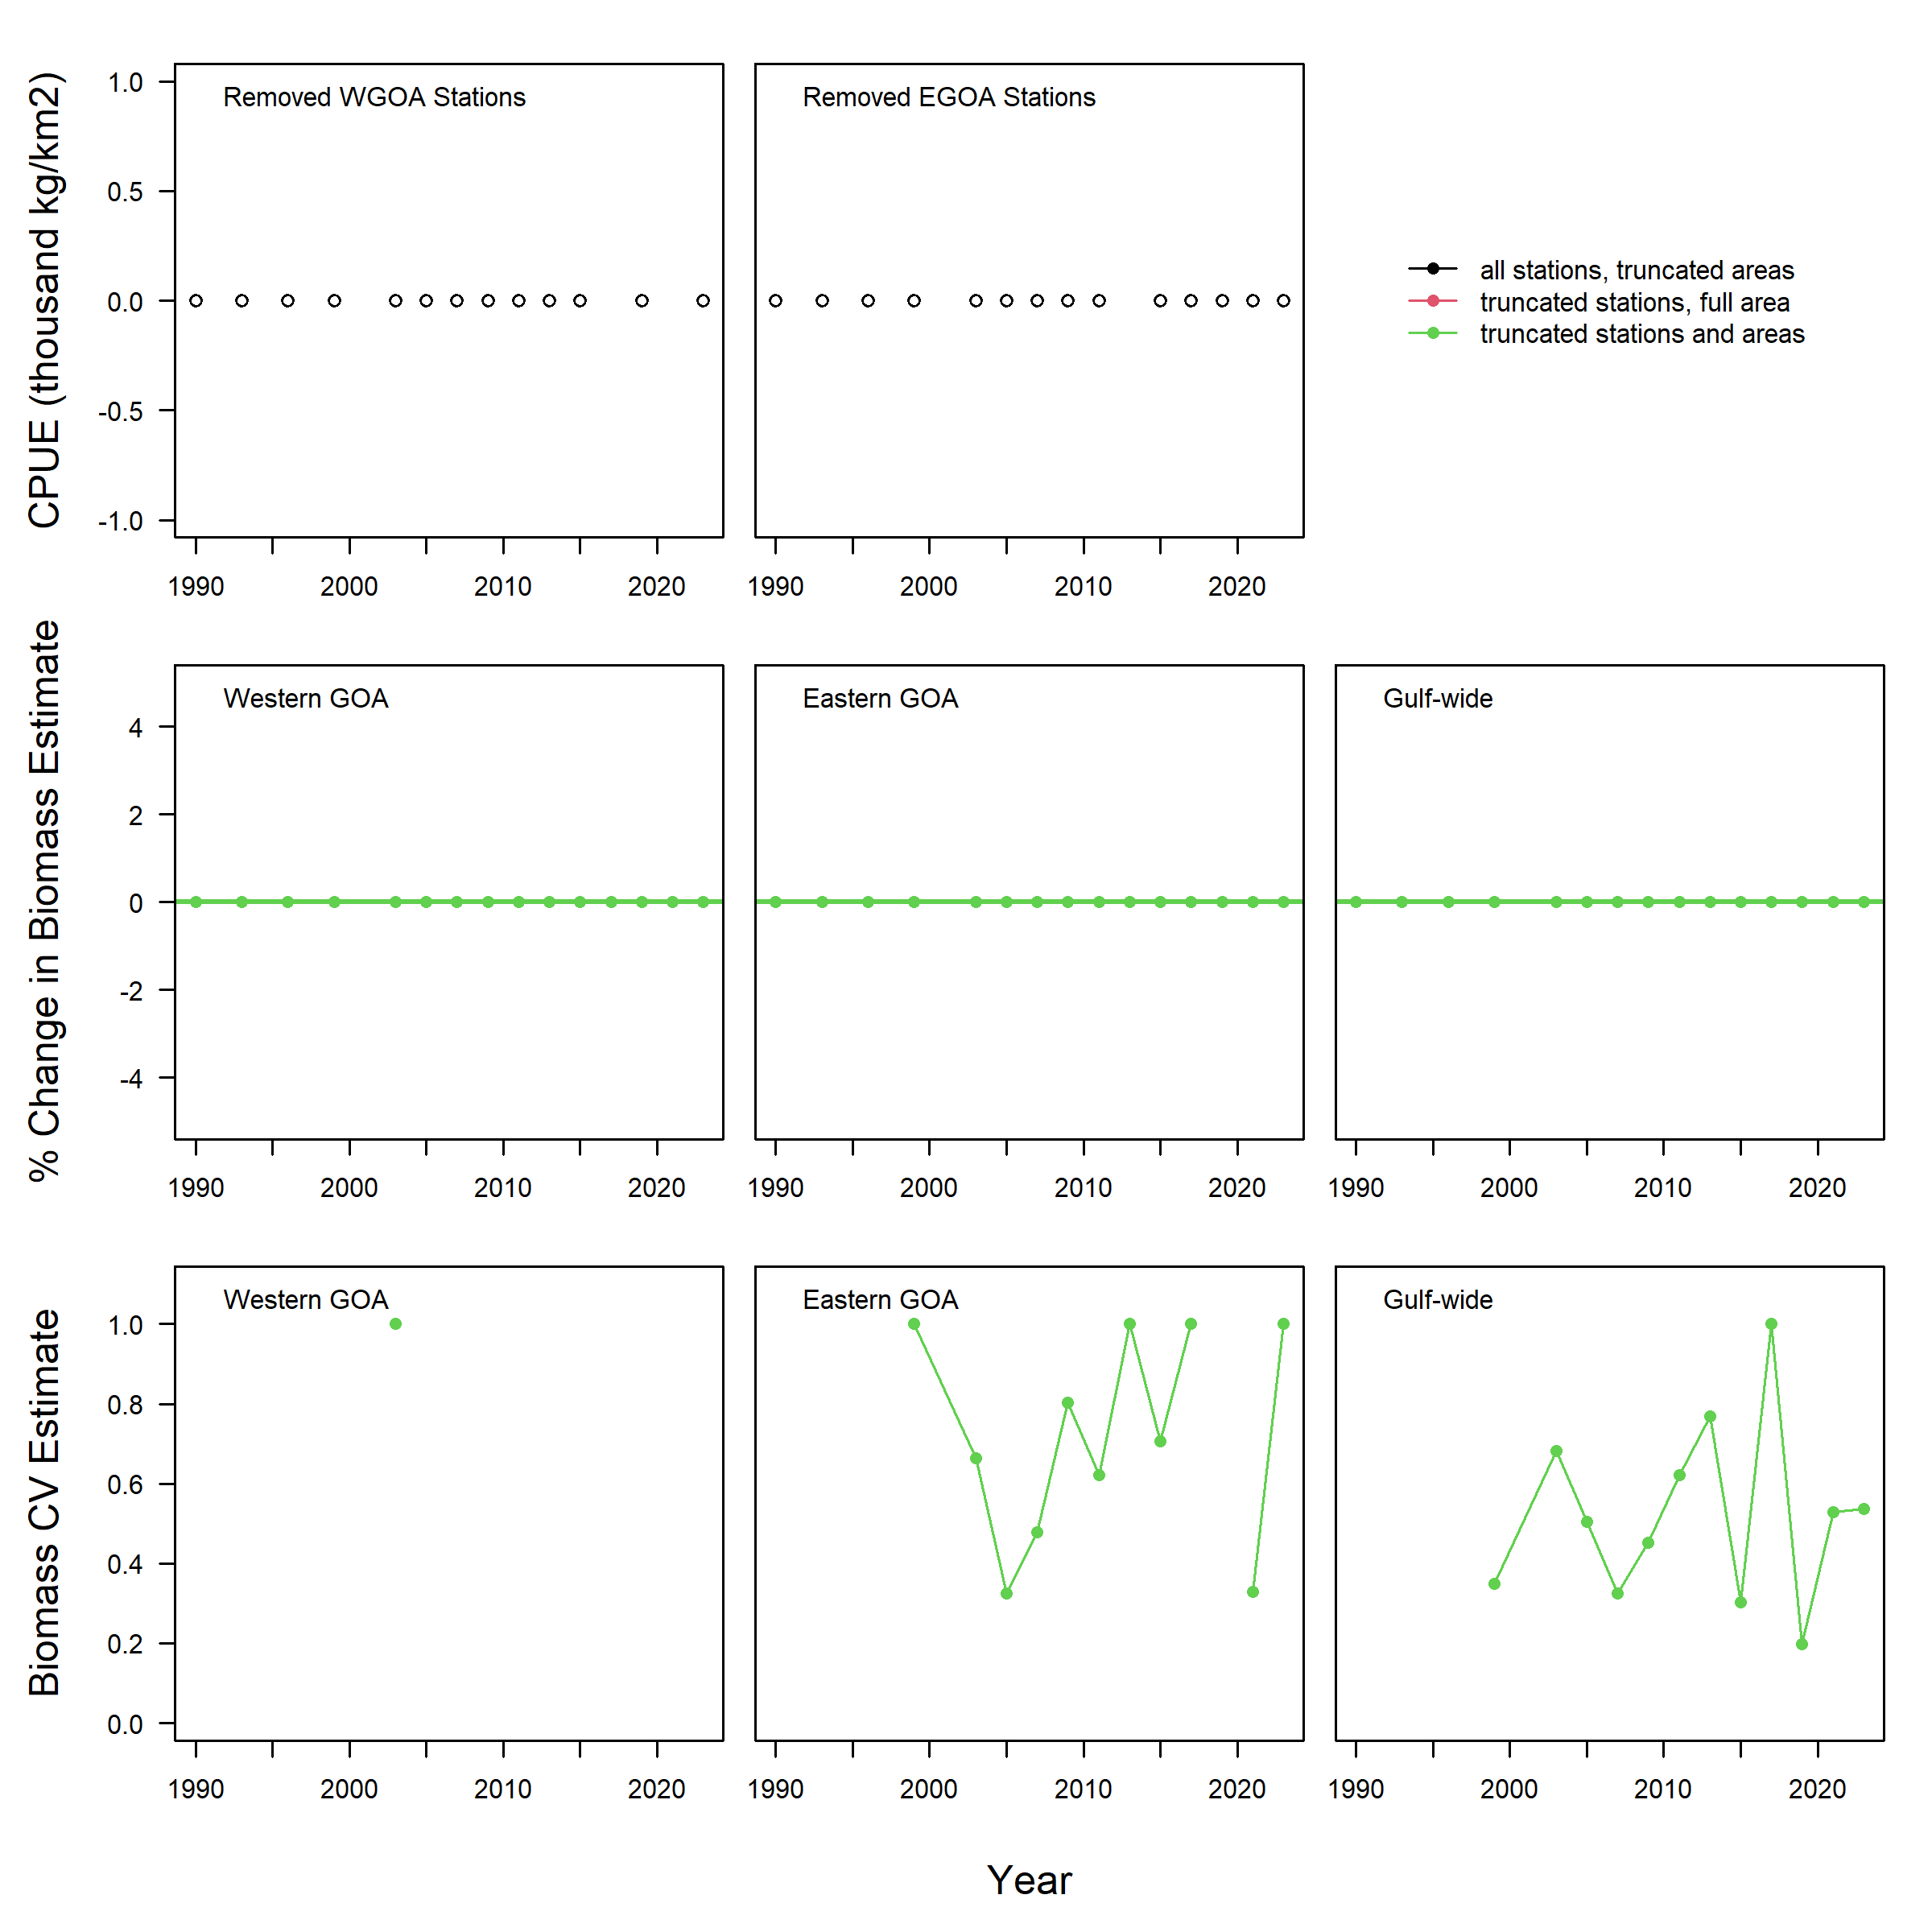 CPUE (thousand kg/km2)
1.0
0.5
0.0
-0.5
-1.0
Removed WGOA Stations
1990 2000 2010 2020
Removed EGOA Stations
1990 2000 2010 2020
all stations, truncated areas
truncated stations, full area
truncated stations and areas
% Change in Biomass Estimate
4
2
0
-2
-4
Western GOA
1990 2000 2010 2020
Eastern GOA
1990 2000 2010 2020
Gulf-wide
1990 2000 2010 2020
Biomass CV Estimate
1.0
0.8
0.6
0.4
0.2
0.0
Western GOA
1990 2000 2010 2020
Eastern GOA
1990 2000 2010 2020
Gulf-wide
1990 2000 2010 2020
Year